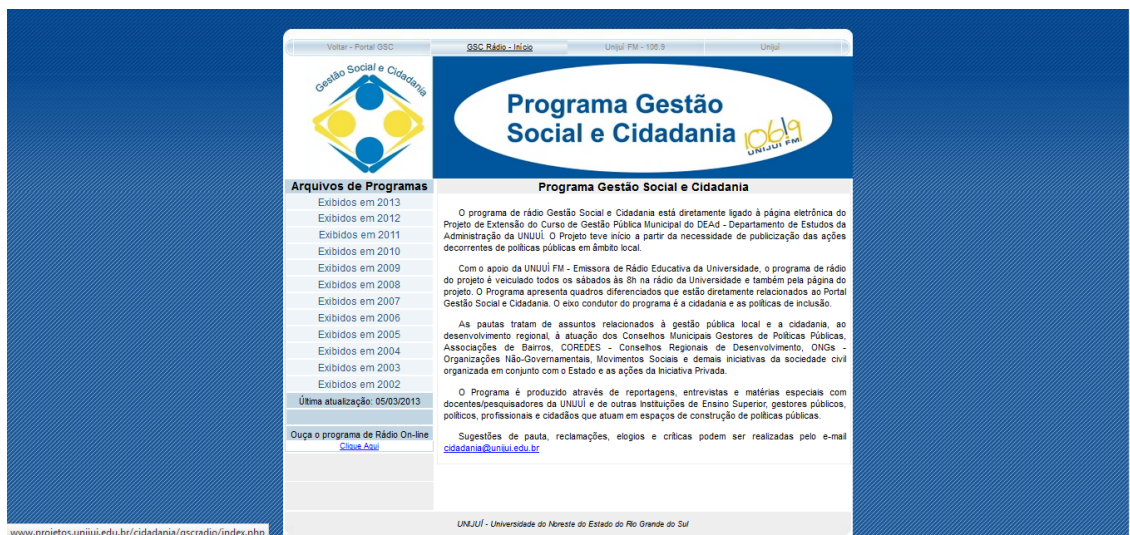 Voltar - Portal GSC
GSC Rádio - Início
Unijuí FM - 106.9
Unijuí
Gestão Social e Cidadania
Programa Gestão
Social e Cidadania
106,9
UNIJUÍ FM
Arquivos de Programas
Exibidos em 2013
Exibidos em 2012
Exibidos em 2011
Exibidos em 2010
Exibidos em 2009
Exibidos em 2008
Exibidos em 2007
Exibidos em 2006
Exibidos em 2005
Exibidos em 2004
Exibidos em 2003
Exibidos em 2002
Última atualização: 05/03/2013
Ouça o programa de Rádio On-line
Clique Aqui
Programa Gestão Social e Cidadania
O programa de rádio Gestão Social e Cidadania está diretamente ligado à página eletrônica do
Projeto de Extensão do Curso de Gestão Pública Municipal do DEAd - Departamento de Estudos da
Administração da UNIJUÍ. O Projeto teve início a partir da necessidade de publicização das ações
decorrentes de políticas públicas em âmbito local.
Com o apoio da UNIJUÍ FM - Emissora de Rádio Educativa da Universidade, o programa de rádio
do projeto é veiculado todos os sábados às 8h na rádio da Universidade e também pela página do
projeto. O Programa apresenta quadros diferenciados que estão diretamente relacionados ao Portal
Gestão Social e Cidadania. O eixo condutor do programa é a cidadania e as políticas de inclusão.
As pautas tratam de assuntos relacionados à gestão pública local e a cidadania, ao
desenvolvimento regional, à atuação dos Conselhos Municipais Gestores de Políticas Públicas,
Associações de Bairros, COREDES - Conselhos Regionais de Desenvolvimento, ONGs -
Organizações Não-Governamentais, Movimentos Sociais e demais iniciativas da sociedade civil
organizada em conjunto com o Estado e as ações da Iniciativa Privada.
O Programa é produzido através de reportagens, entrevistas e matérias especiais com
docentes/pesquisadores da UNIJUÍ e de outras Instituições de Ensino Superior, gestores públicos,
políticos, profissionais e cidadãos que atuam em espaços de construção de políticas públicas.
Sugestões de pauta, reclamações, elogios e críticas podem ser realizadas pelo e-mail
cidadania@unijui.edu.br
UNIJUÍ - Universidade do Noreste do Estado do Rio Grande do Sul
www.projetos.unijui.edu.br/cidadania/gscradio/index.php